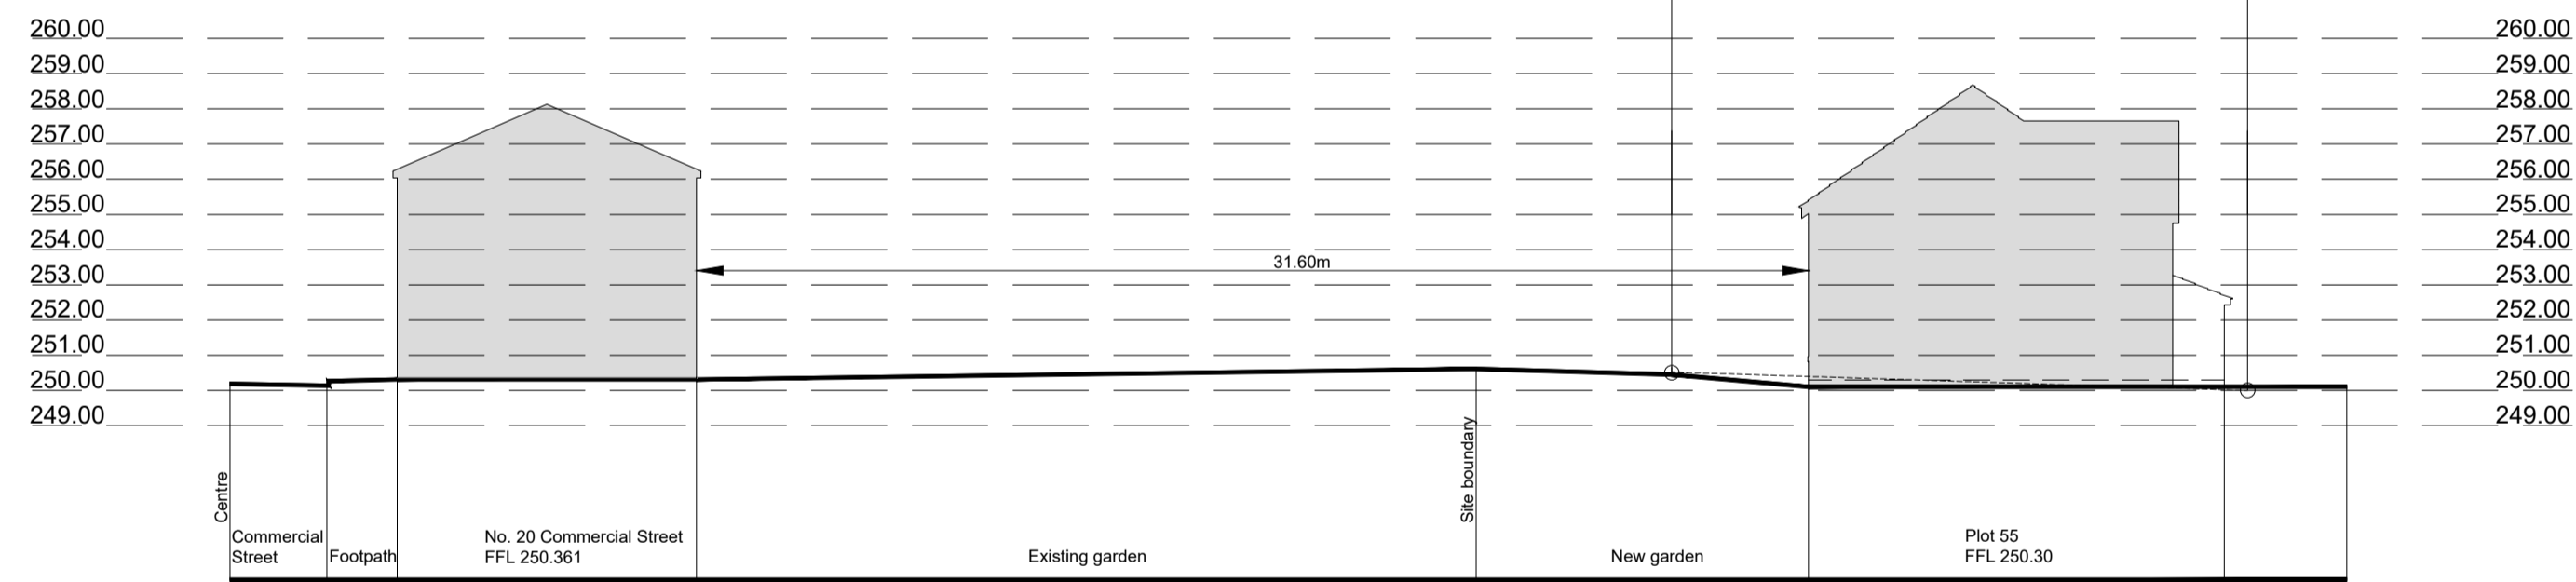 260.00
259.00
258.00
257.00
256.00
255.00
254.00
253.00
252.00
251.00
250.00
249.00
31.60m
260.00
259.00
258.00
257.00
256.00
255.00
254.00
253.00
252.00
251.00
250.00
249.00
Centre
Commercial
Street
Footpath
No. 20 Commercial Street
FFL 250.361
Existing garden
Site boundary
New garden
Plot 55
FFL 250.30